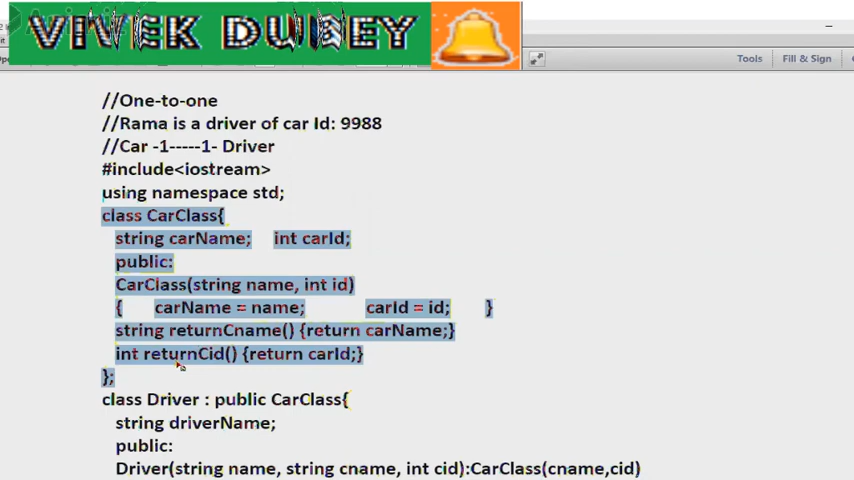 VIVEK DUBEY
Tools
Fill & Sign
//One-to-one
//Rama is a driver of car Id: 9988
//Car -1-----1- Driver
#include<iostream>
using namespace std;
class CarClass{
string carName; int carId;
public:
CarClass(string name, int id)
{ carName = name; carId = id; }
string returnCname() {return carName;}
int returnCid() {return carId;}
};
class Driver : public CarClass{
string driverName;
public:
Driver(string name, string cname, int cid):CarClass(cname,cid)